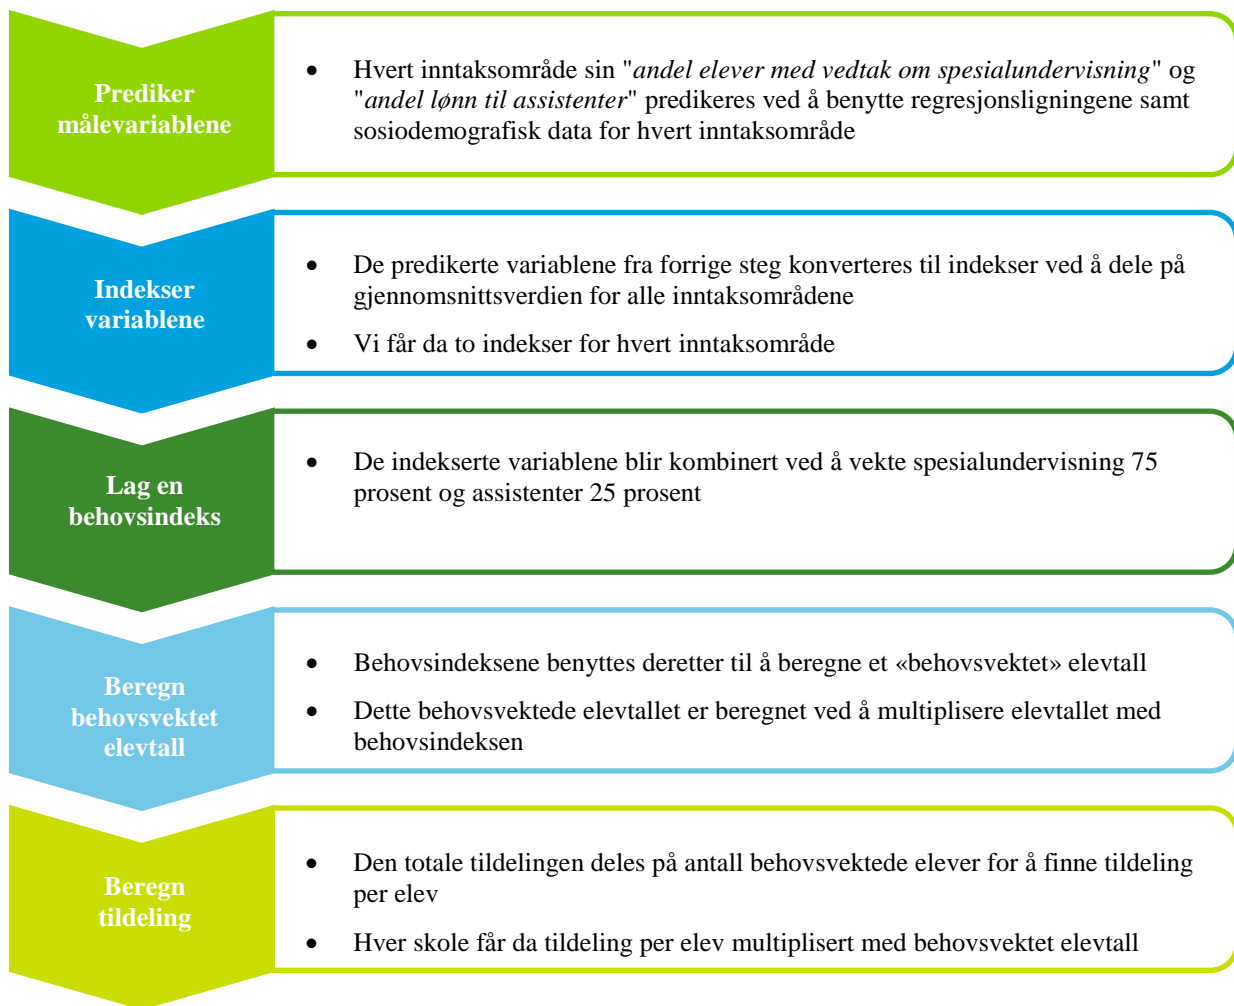 Prediker
målevariablene
• Hvert inntaksområde sin "andel elever med vedtak om spesialundervisning" og
"andel lønn til assistenter" predikeres ved å benytte regresjonsligningene samt
sosiodemografisk data for hvert inntaksområde
Indekser
variablene
• De predikerte variablene fra forrige steg konverteres til indekser ved å dele på
gjennomsnittsverdien for alle inntaksområdene
• Vi får da to indekser for hvert inntaksområde
Lag en
behovsindeks
• De indekserte variablene blir kombinert ved å vekte spesialundervisning 75
prosent og assistenter 25 prosent
Beregn
behovsvektet
elevtall
• Behovsindeksene benyttes deretter til å beregne et «behovsvektet» elevtall
• Dette behovsvektede elevtallet er beregnet ved å multiplisere elevtallet med
behovsindeksen
Beregn
tildeling
• Den totale tildelingen deles på antall behovsvektede elever for å finne tildeling
per elev
• Hver skole får da tildeling per elev multiplisert med behovsvektet elevtall